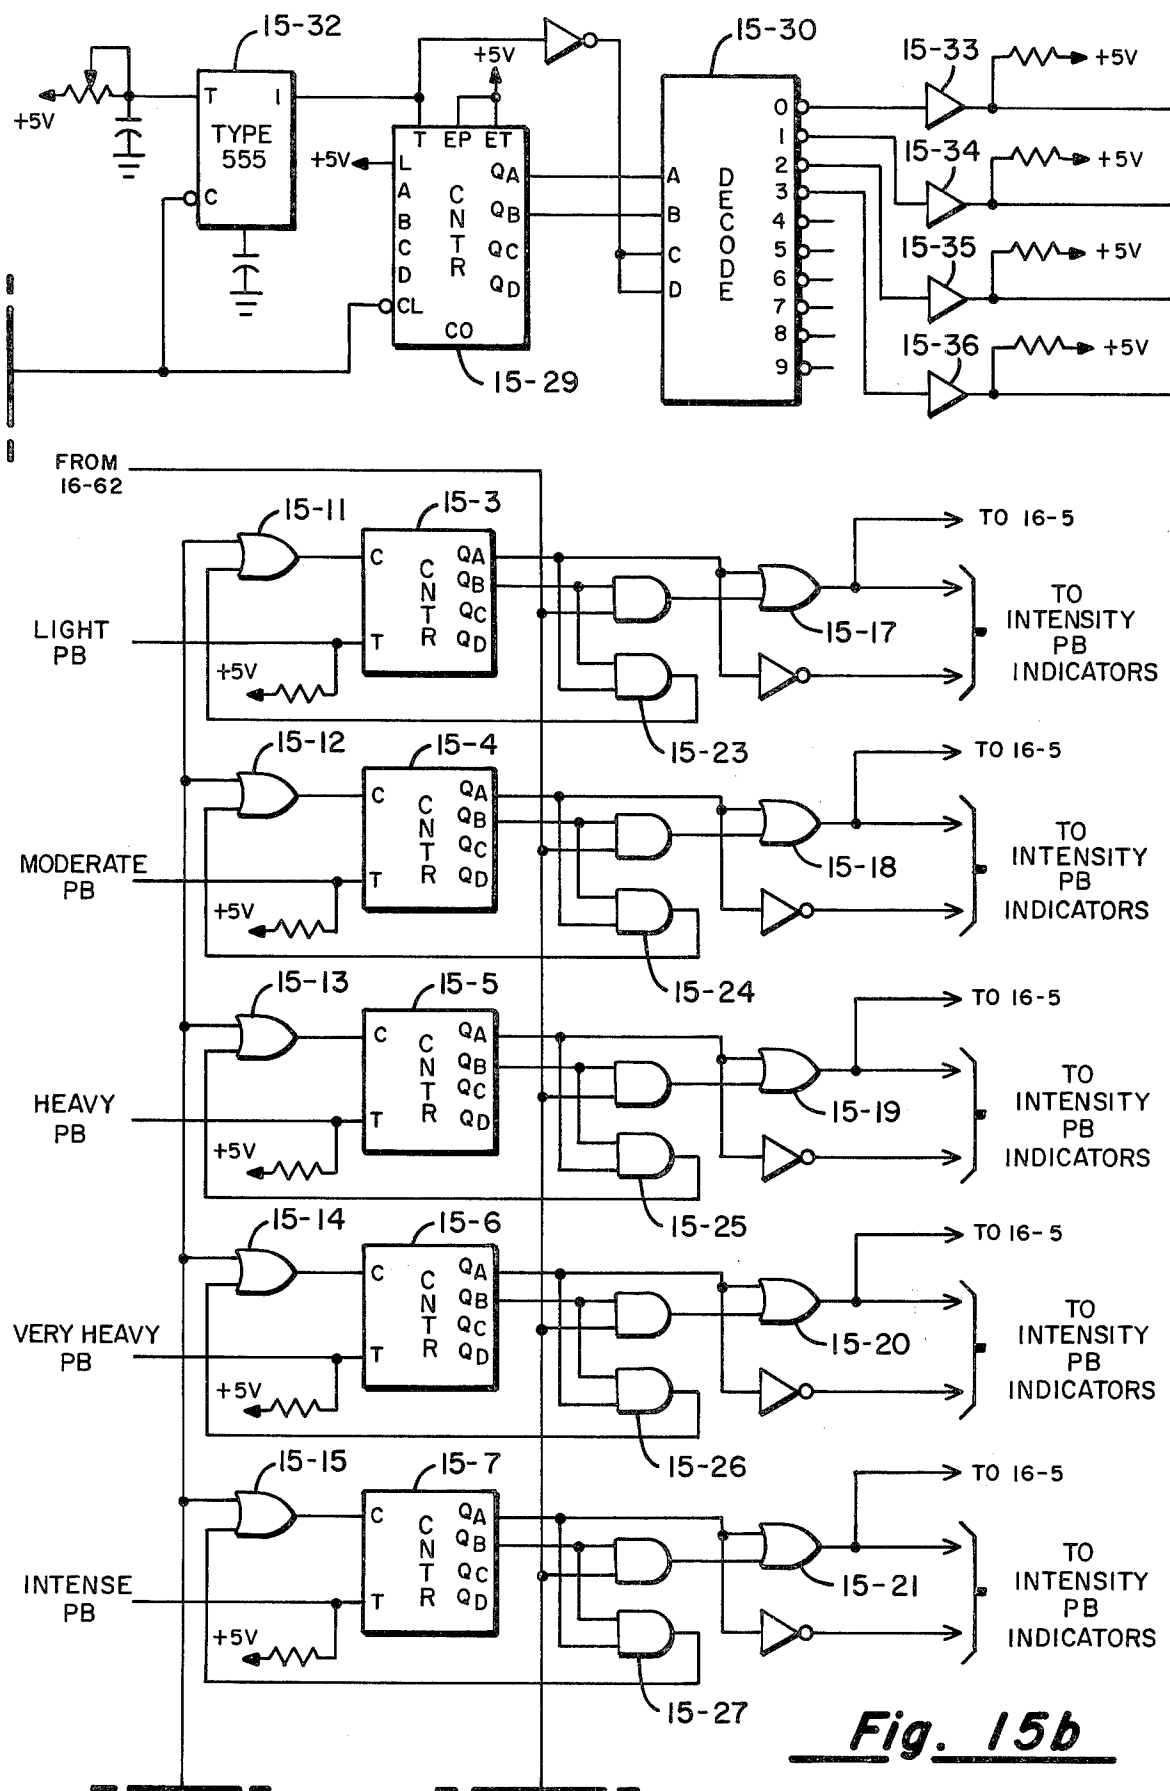 15-32
+5V
T
1
TYPE
555
C
+5V
T EP ET
+5V
L
A
B
C
D
CL
CNTR
QA
QB
QC
QD
CO
15-29
15-30
A
B
C
D
DECODE
0
1
2
3
4
5
6
7
8
9
15-33
+5V
15-34
+5V
15-35
+5V
15-36
+5V
FROM
16-62
15-11
15-3
C
T
CNTR
QA
QB
QC
QD
LIGHT
PB
+5V
15-23
15-17
TO 16-5
TO
INTENSITY
PB
INDICATORS
15-12
15-4
C
T
CNTR
QA
QB
QC
QD
MODERATE
PB
+5V
15-24
15-18
TO 16-5
TO
INTENSITY
PB
INDICATORS
15-13
15-5
C
T
CNTR
QA
QB
QC
QD
HEAVY
PB
+5V
15-25
15-19
TO 16-5
TO
INTENSITY
PB
INDICATORS
15-14
15-6
C
T
CNTR
QA
QB
QC
QD
VERY HEAVY
PB
+5V
15-26
15-20
TO 16-5
TO
INTENSITY
PB
INDICATORS
15-15
15-7
C
T
CNTR
QA
QB
QC
QD
INTENSE
PB
+5V
15-27
15-21
TO 16-5
TO
INTENSITY
PB
INDICATORS
Fig. 15b